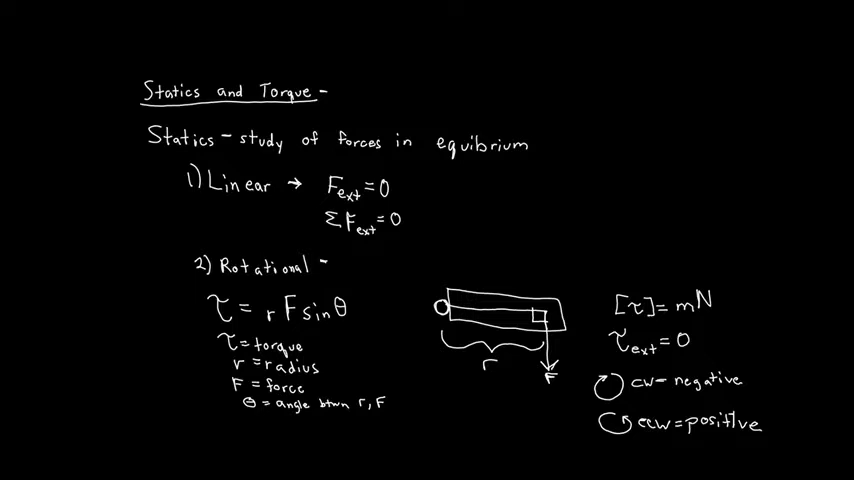 Statics and Torque -
Statics - study of forces in equibrium
1) Linear → Fext = 0
ΣFext = 0
2) Rotational -
τ = r F sin θ
τ = torque
r = radius
F = force
θ = angle btwn r, F
r
F
[τ] = mN
τext = 0
cw = negative
ccw = positive